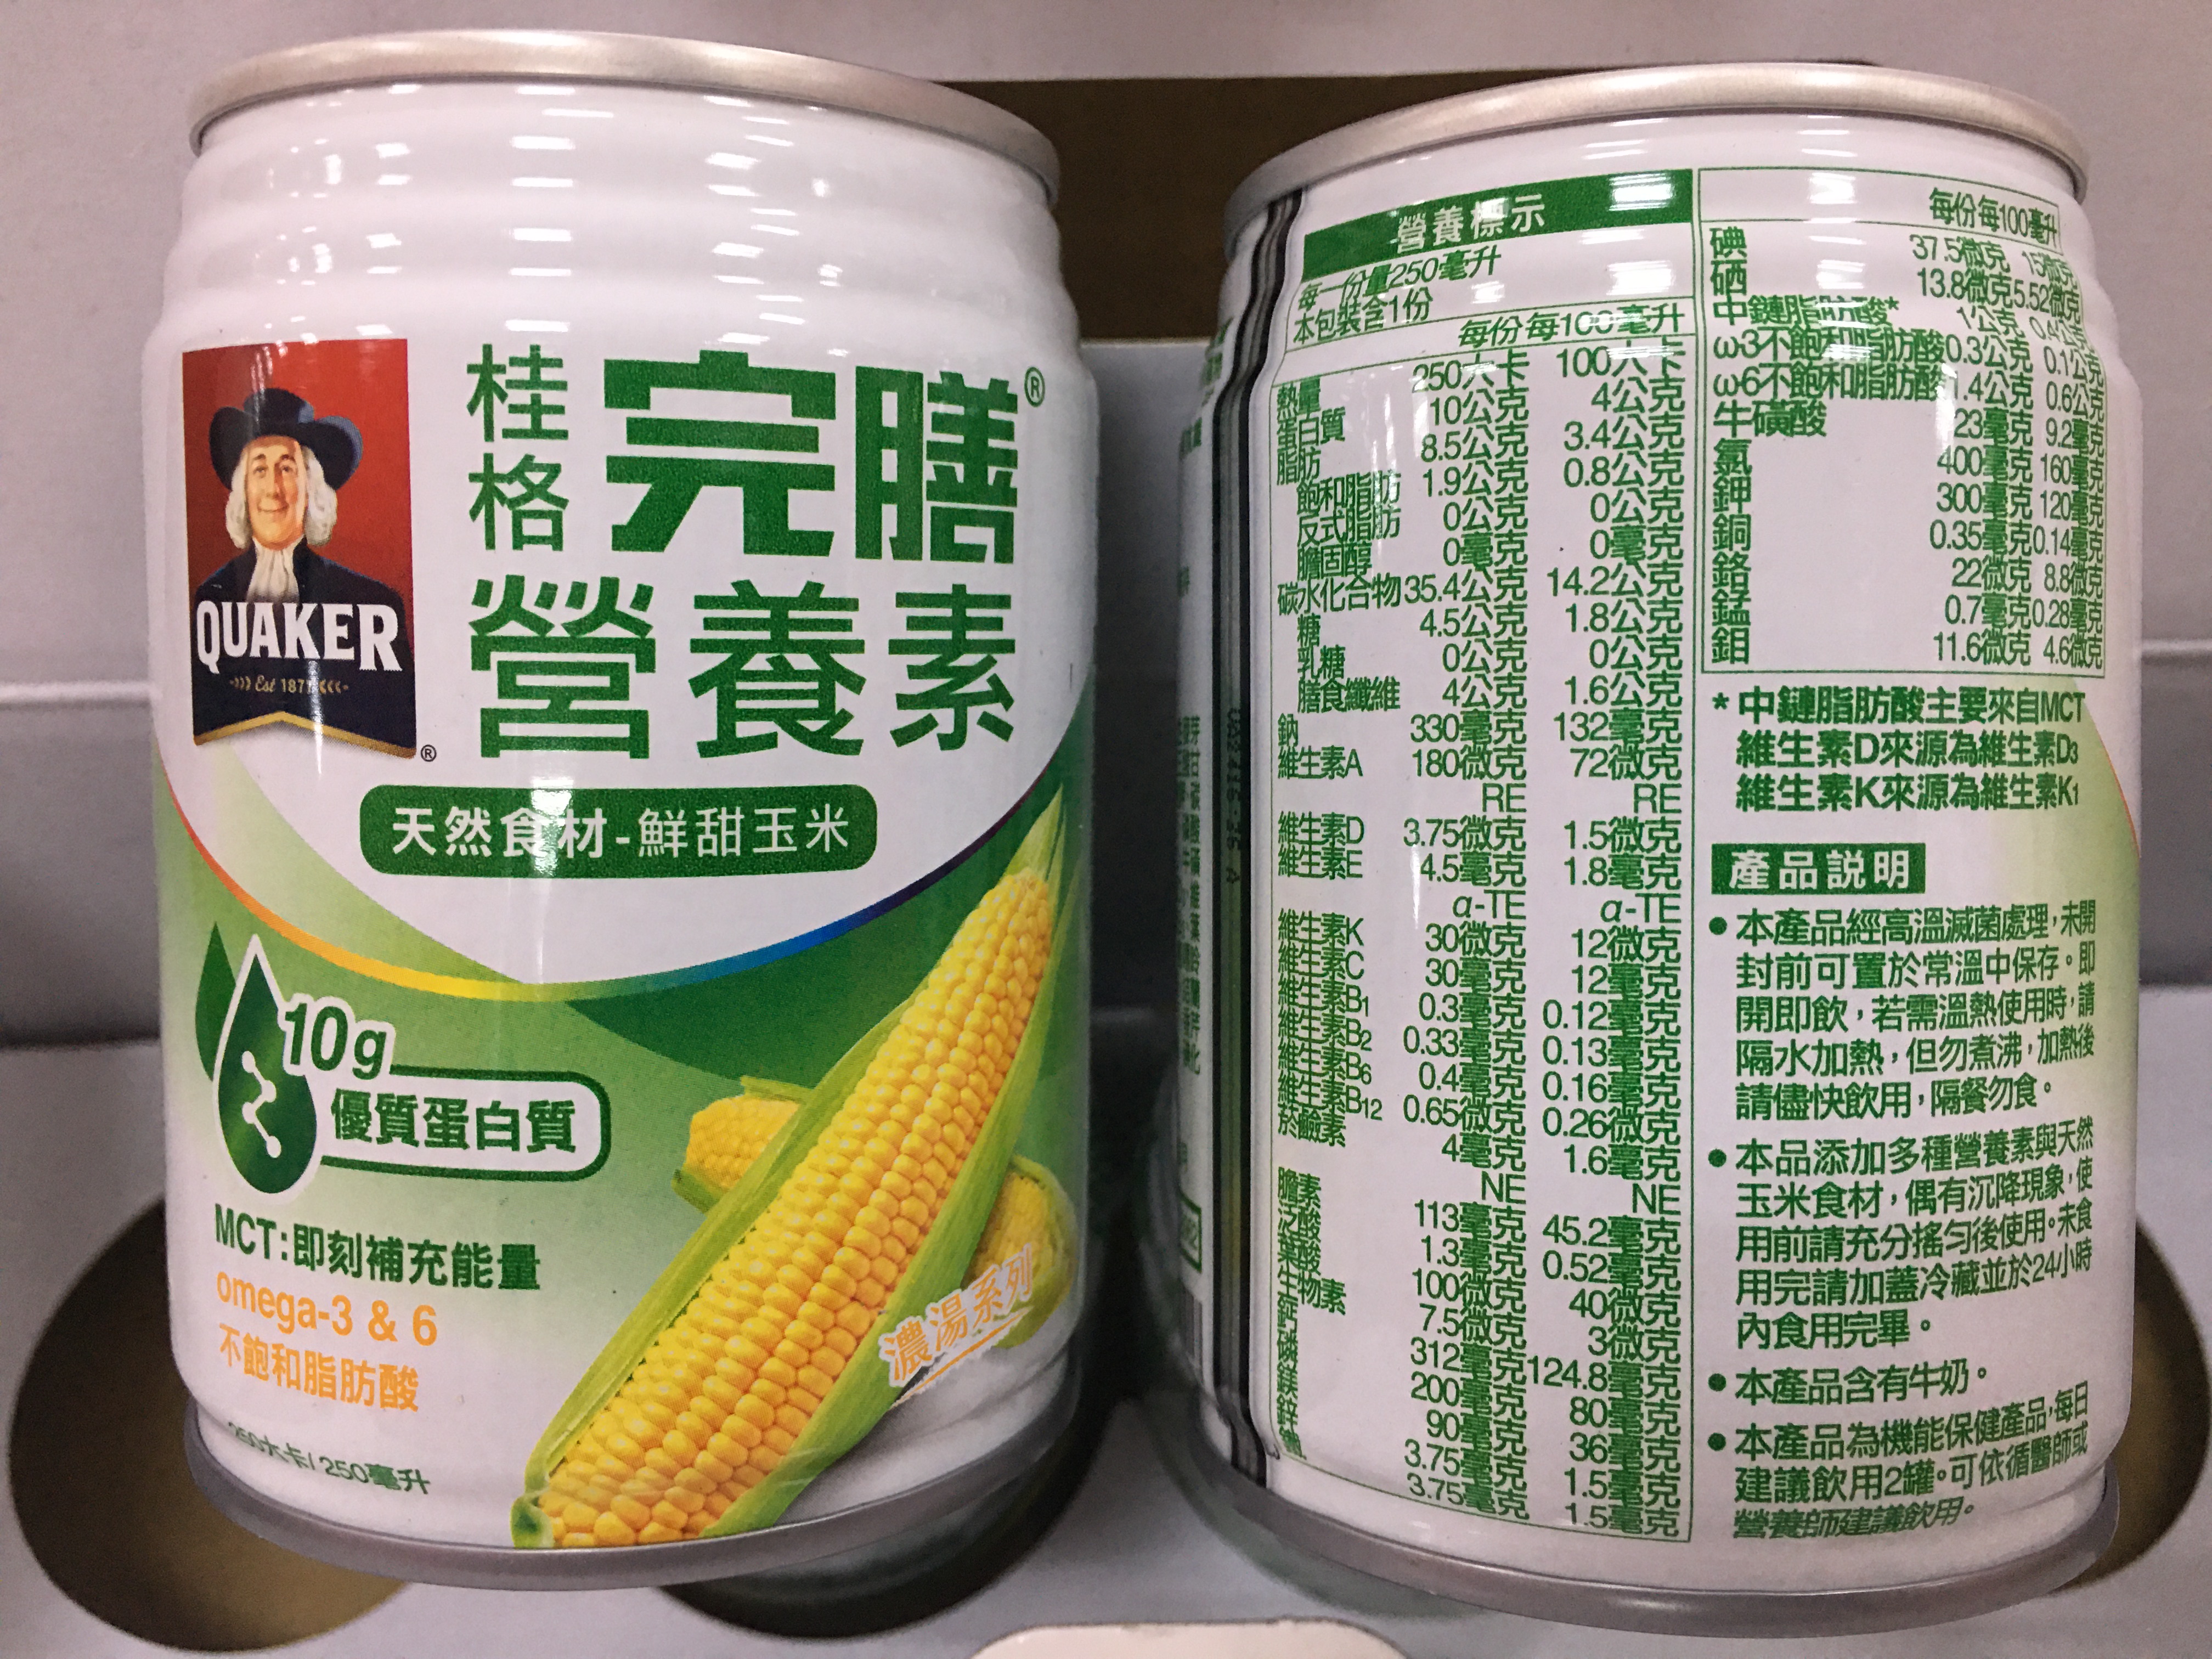 桂格
完膳®
營養素
QUAKER
Est 1877
®
天然食材-鮮甜玉米
10g
優質蛋白質
MCT:即刻補充能量
omega-3 & 6
不飽和脂肪酸
濃湯系列
250大卡/250毫升
營養標示
每一份量250毫升
本包裝含1份
每份 每100毫升
熱量 250大卡 100大卡
蛋白質 10公克 4公克
脂肪 8.5公克 3.4公克
飽和脂肪 1.9公克 0.8公克
反式脂肪 0公克 0公克
膽固醇 0毫克 0毫克
碳水化合物 35.4公克 14.2公克
糖 4.5公克 1.8公克
乳糖 0公克 0公克
膳食纖維 4公克 1.6公克
鈉 330毫克 132毫克
維生素A 180微克 72微克
RE RE
維生素D 3.75微克 1.5微克
維生素E 4.5毫克 1.8毫克
α-TE α-TE
維生素K 30微克 12微克
維生素C 30毫克 12毫克
維生素B1 0.3毫克 0.12毫克
維生素B2 0.33毫克 0.13毫克
維生素B6 0.4毫克 0.16毫克
維生素B12 0.65微克 0.26微克
菸鹼素 4毫克 1.6毫克
NE NE
膽素 113毫克 45.2毫克
泛酸 1.3毫克 0.52毫克
葉酸 100微克 40微克
生物素 7.5微克 3微克
鈣 312毫克 124.8毫克
磷 200毫克 80毫克
鎂 90毫克 36毫克
鋅 3.75毫克 1.5毫克
3.75毫克 1.5毫克
每份 每100毫升
碘 37.5微克 15微克
硒 13.8微克 5.52微克
中鏈脂肪酸* 1公克 0.4公克
ω3不飽和脂肪酸 0.3公克 0.1公克
ω6不飽和脂肪酸 1.4公克 0.6公克
牛磺酸 23毫克 9.2毫克
氯 400毫克 160毫克
鉀 300毫克 120毫克
銅 0.35毫克 0.14毫克
鉻 22微克 8.8微克
錳 0.7毫克 0.28毫克
鉬 11.6微克 4.6微克
* 中鏈脂肪酸主要來自MCT
維生素D來源為維生素D3
維生素K來源為維生素K1
產品說明
● 本產品經高溫滅菌處理，未開
封前可置於常溫中保存。即
開即飲，若需溫熱使用時，請
隔水加熱，但勿煮沸，加熱後
請儘快飲用，隔餐勿食。
● 本品添加多種營養素與天然
玉米食材，偶有沉降現象，使
用前請充分搖勻後使用。未食
用完請加蓋冷藏並於24小時
內食用完畢。
● 本產品含有牛奶。
● 本產品為機能保健產品，每日
建議飲用2罐。可依循醫師或
營養師建議飲用。